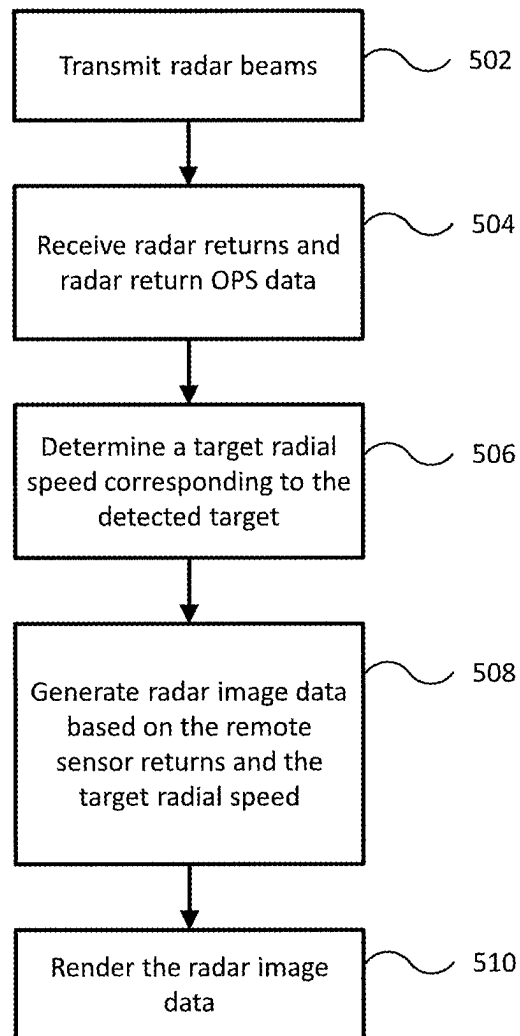 Transmit radar beams
502
Receive radar returns and
radar return OPS data
504
Determine a target radial
speed corresponding to the
detected target
506
Generate radar image data
based on the remote
sensor returns and the
target radial speed
508
Render the radar image
data
510